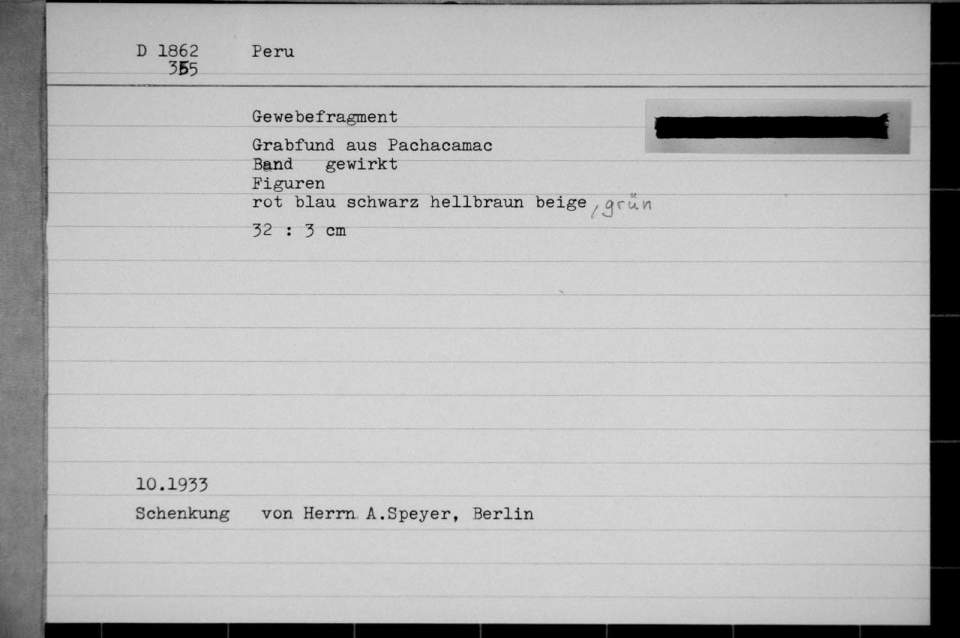 D 1862 Peru
355
Gewebefragment
Grabfund aus Pachacamac
Band gewirkt
Figuren
rot blau schwarz hellbraun beige, grün
32 : 3 cm
10.1933
Schenkung von Herrn A.Speyer, Berlin